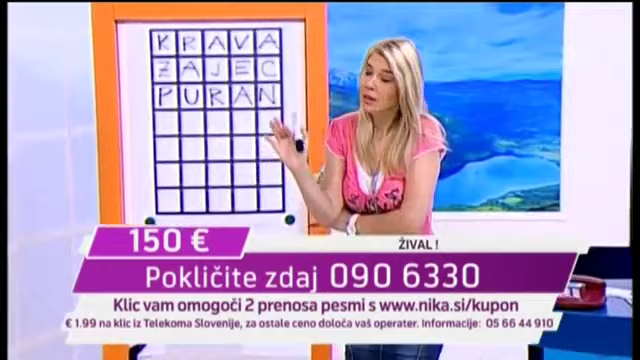 KRAVA
ZAJEC
PURAN
150 €
ŽIVAL !
Pokličite zdaj 090 6330
Klic vam omogoči 2 prenosa pesmi s www.nika.si/kupon
€ 1.99 na klic iz Telekoma Slovenije, za ostale ceno določa vaš operater. Informacije: 05 66 44 910